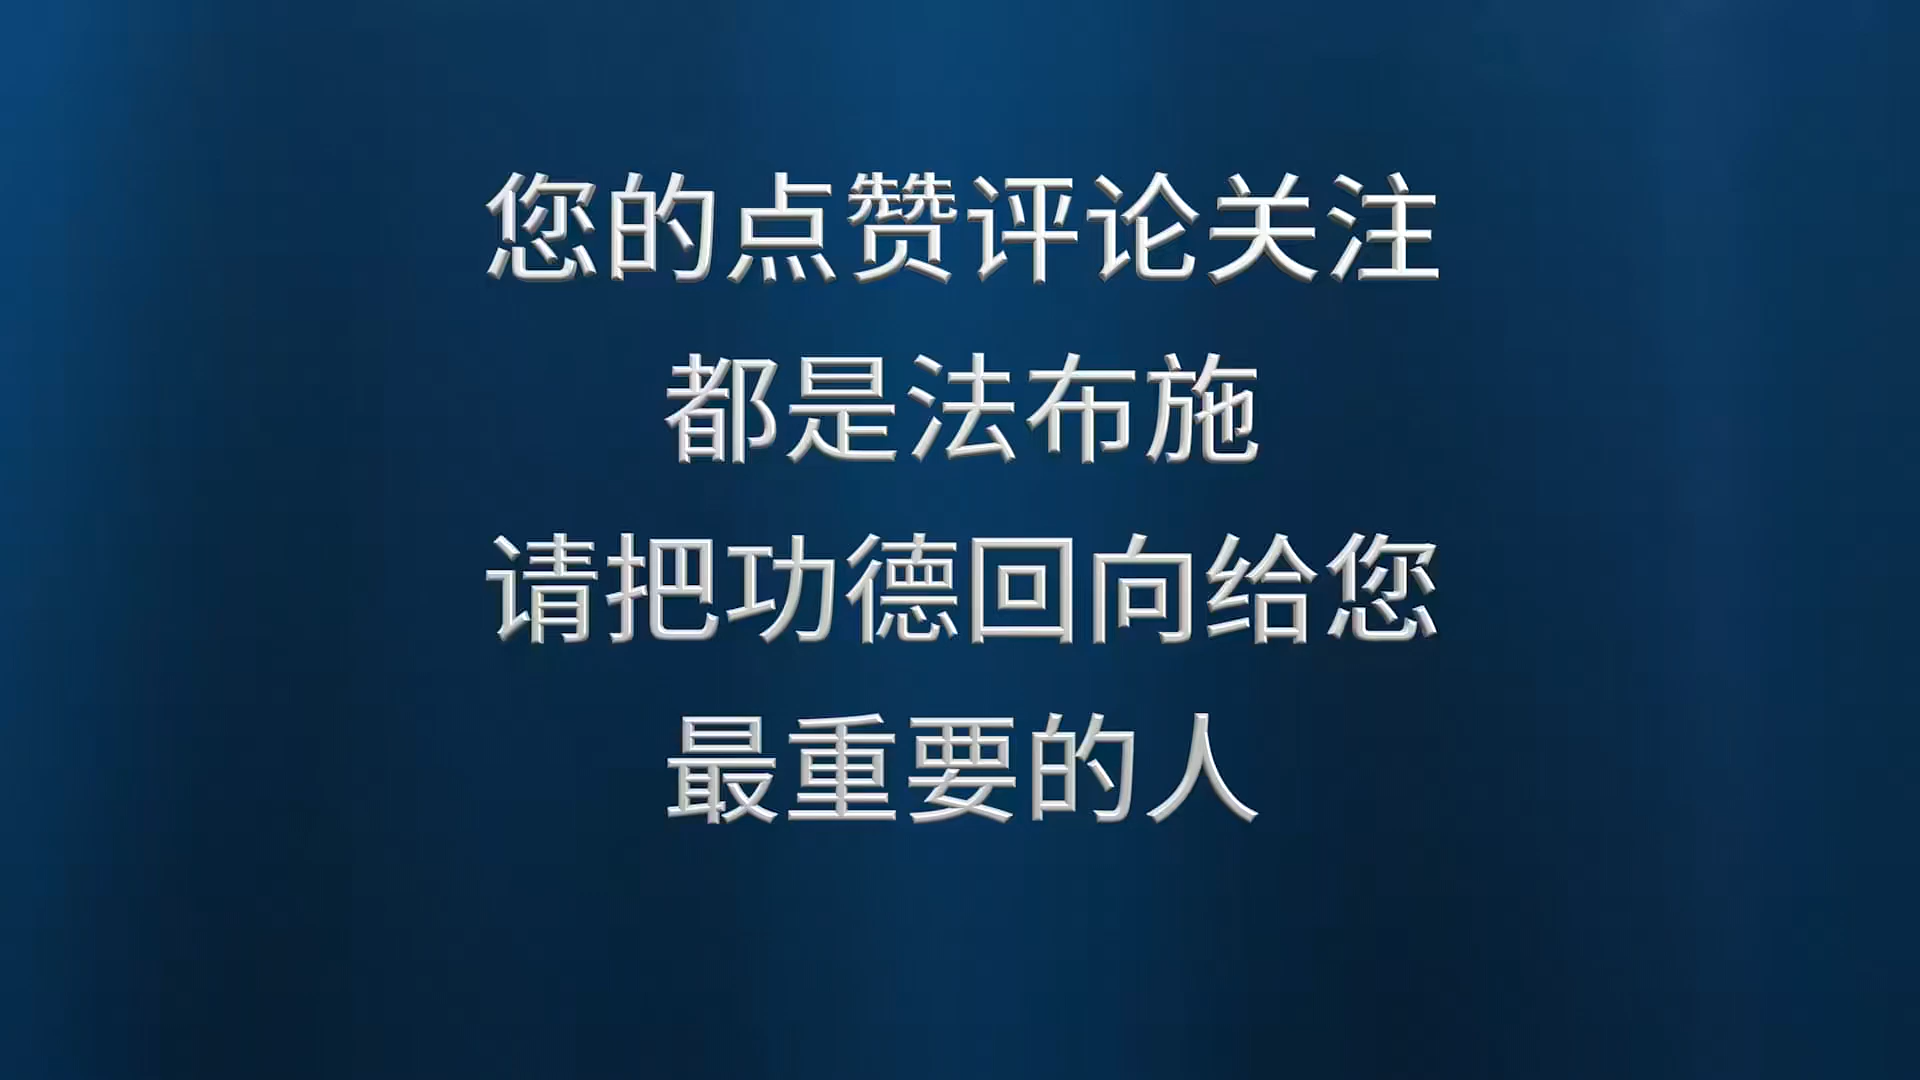 您的点赞评论关注
都是法布施
请把功德回向给您
最重要的人